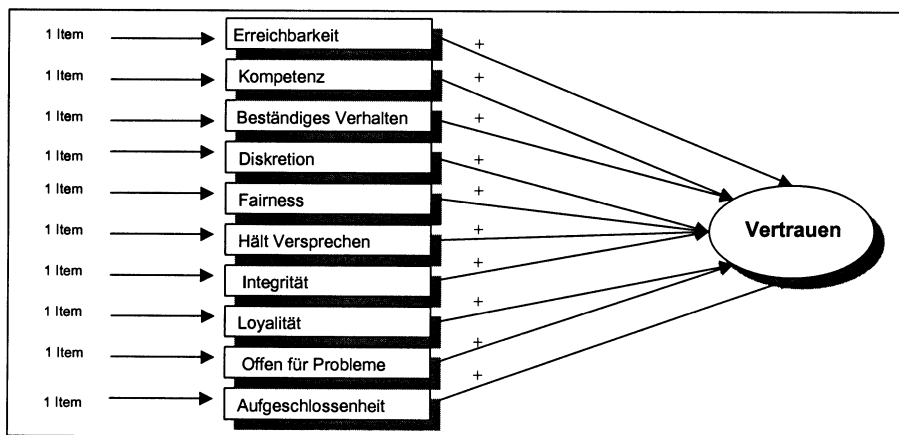 1 Item Erreichbarkeit +
1 Item Kompetenz +
1 Item Beständiges Verhalten +
1 Item Diskretion +
1 Item Fairness +
Vertrauen
1 Item Hält Versprechen +
1 Item Integrität +
1 Item Loyalität +
1 Item Offen für Probleme +
1 Item Aufgeschlossenheit +